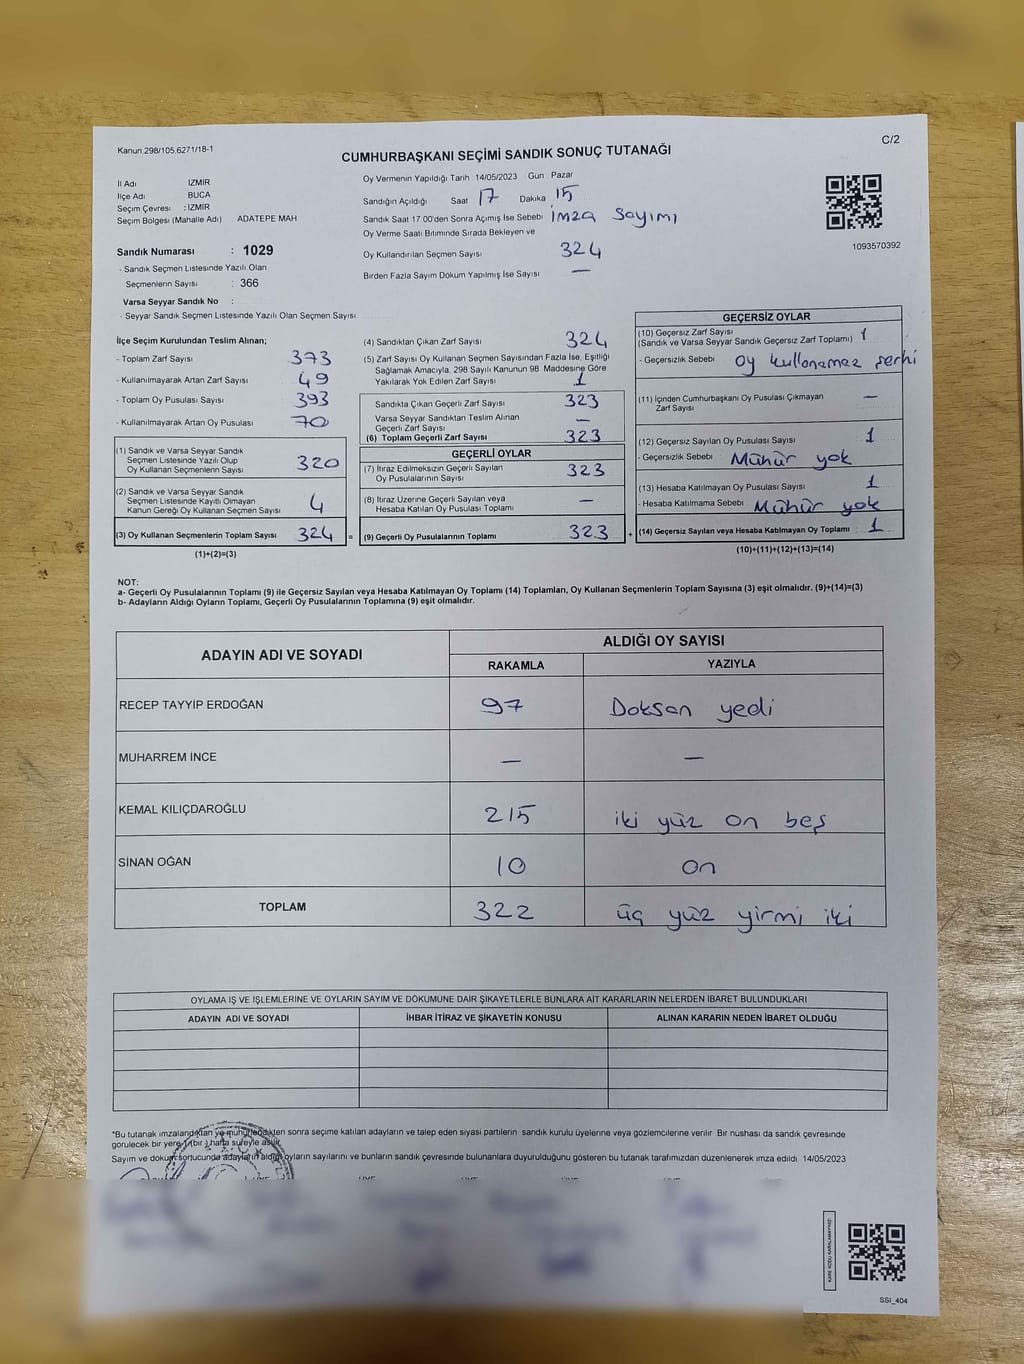 Kanun 298/105,6271/18-1
C/2
CUMHURBAŞKANI SEÇİMİ SANDIK SONUÇ TUTANAĞI
İl Adı İZMİR
İlçe Adı BUCA
Seçim Çevresi : İZMİR
Seçim Bölgesi (Mahalle Adı) ADATEPE MAH
Sandık Numarası : 1029
- Sandık Seçmen Listesinde Yazılı Olan
Seçmenlerin Sayısı : 366
Varsa Seyyar Sandık No :
- Seyyar Sandık Seçmen Listesinde Yazılı Olan Seçmen Sayısı
Oy Vermenin Yapıldığı Tarih 14/05/2023 Gün Pazar
Sandığın Açıldığı Saat 17 Dakika 15
Sandık Saat 17 00'den Sonra Açımış İse Sebebi imza sayımı
Oy Verme Saati Bitiminde Sırada Bekleyen ve
Oy Kullandırılan Seçmen Sayısı 324
Birden Fazla Sayım Döküm Yapılmış İse Sayısı —
1093570392
İlçe Seçim Kurulundan Teslim Alınan;
- Toplam Zarf Sayısı 373
- Kullanılmayarak Artan Zarf Sayısı 49
- Toplam Oy Pusulası Sayısı 393
- Kullanılmayarak Artan Oy Pusulası 70
(1) Sandık ve Varsa Seyyar Sandık
Seçmen Listesinde Yazılı Olup
Oy Kullanan Seçmenlerin Sayısı 320
(2) Sandık ve Varsa Seyyar Sandık
Seçmen Listesinde Kayıtlı Olmayan
Kanun Gereği Oy Kullanan Seçmen Sayısı 4
(3) Oy Kullanan Seçmenlerin Toplam Sayısı 324 =
(1)+(2)=(3)
(4) Sandıktan Çıkan Zarf Sayısı 324
(5) Zarf Sayısı Oy Kullanan Seçmen Sayısından Fazla İse, Eşitliği
Sağlamak Amacıyla, 298 Sayılı Kanunun 98 Maddesine Göre
Yakılarak Yok Edilen Zarf Sayısı 1
Sandıkta Çıkan Geçerli Zarf Sayısı 323
Varsa Seyyar Sandıktan Teslim Alınan
Geçerli Zarf Sayısı —
(6) Toplam Geçerli Zarf Sayısı 323
GEÇERLİ OYLAR
(7) İtiraz Edilmeksizin Geçerli Sayılan
Oy Pusulalarının Sayısı 323
(8) İtiraz Uzerine Geçerli Sayılan veya
Hesaba Katılan Oy Pusulası Toplamı —
(9) Geçerli Oy Pusulalarının Toplamı 323 +
GEÇERSİZ OYLAR
(10) Geçersiz Zarf Sayısı
(Sandık ve Varsa Seyyar Sandık Geçersiz Zarf Toplamı) 1
- Geçersizlik Sebebi oy kullanamaz şerhi
(11) İçinden Cumhurbaşkanı Oy Pusulası Çıkmayan
Zarf Sayısı —
(12) Geçersiz Sayılan Oy Pusulası Sayısı 1
- Geçersizlik Sebebi Mühür yok
(13) Hesaba Katılmayan Oy Pusulası Sayısı 1
- Hesaba Katılmama Sebebi Mühür yok
(14) Geçersiz Sayılan veya Hesaba Katılmayan Oy Toplamı 1
(10)+(11)+(12)+(13)=(14)
NOT:
a- Geçerli Oy Pusulalarının Toplamı (9) ile Geçersiz Sayılan veya Hesaba Katılmayan Oy Toplamı (14) Toplamları, Oy Kullanan Seçmenlerin Toplam Sayısına (3) eşit olmalıdır. (9)+(14)=(3)
b- Adayların Aldığı Oyların Toplamı, Geçerli Oy Pusulalarının Toplamına (9) eşit olmalıdır.
ADAYIN ADI VE SOYADI ALDIĞI OY SAYISI
RAKAMLA YAZIYLA
RECEP TAYYİP ERDOĞAN 97 Doksan yedi
MUHARREM İNCE — —
KEMAL KILIÇDAROĞLU 215 iki yüz on beş
SİNAN OĞAN 10 on
TOPLAM 322 üç yüz yirmi iki
OYLAMA İŞ VE İŞLEMLERİNE VE OYLARIN SAYIM VE DÖKÜMÜNE DAİR ŞİKAYETLERLE BUNLARA AİT KARARLARIN NELERDEN İBARET BULUNDUKLARI
ADAYIN ADI VE SOYADI İHBAR İTİRAZ VE ŞİKAYETİN KONUSU ALINAN KARARIN NEDEN İBARET OLDUĞU
*Bu tutanak imzalandıktan ve mühürlendikten sonra seçime katılan adayların ve talep eden siyasi partilerin sandık kurulu üyelerine veya gözlemcilerine verilir Bir nüshası da sandık çevresinde
görülecek bir yere 1 (bir) hafta süreyle asılır
Sayım ve döküm sonucunda adayların aldığı oyların sayılarını ve bunların sandık çevresinde bulunanlara duyurulduğunu gösteren bu tutanak tarafımızdan düzenlenerek imza edildi 14/05/2023
KARE KODU KARALAMAYINIZ!
SSI_404